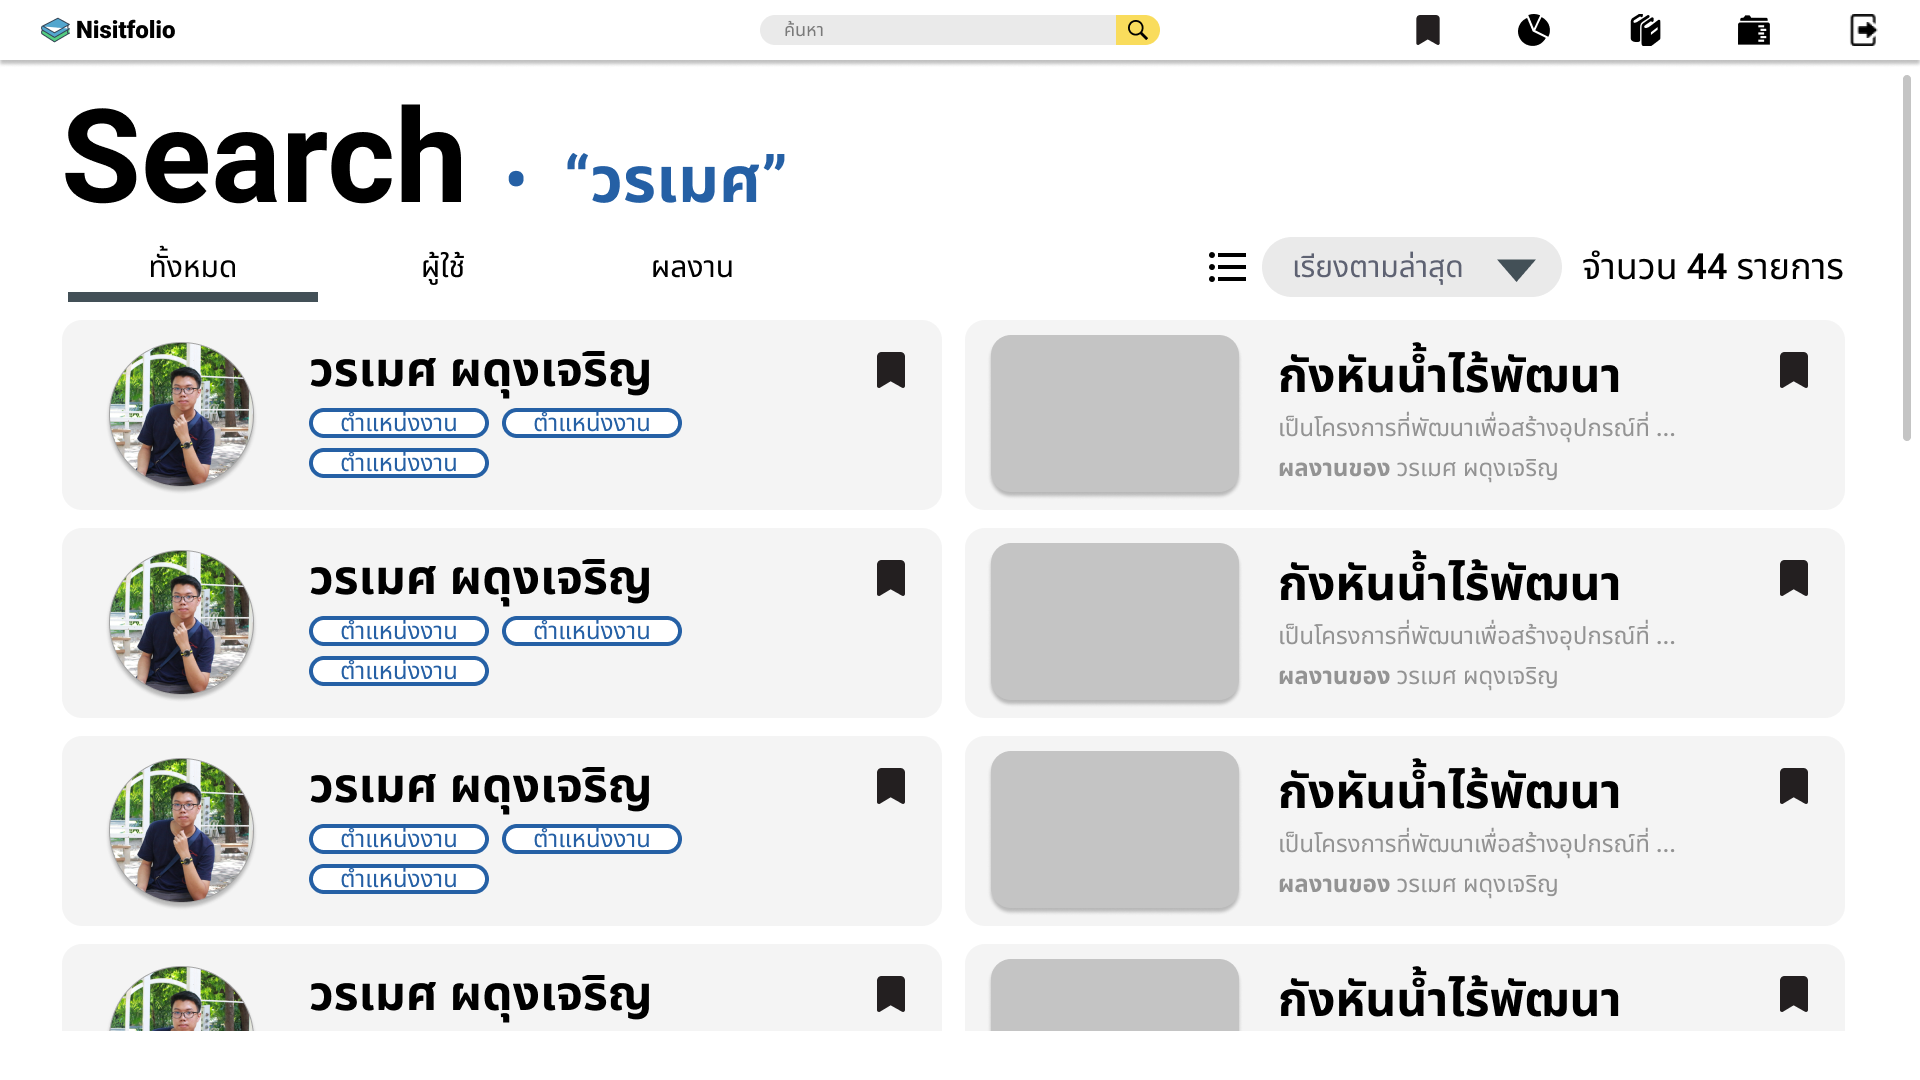 Nisitfolio
ค้นหา
Search • “วรเมศ”
ทั้งหมด
ผู้ใช้
ผลงาน
เรียงตามล่าสุด
จำนวน 44 รายการ
วรเมศ ผดุงเจริญ
ตำแหน่งงาน ตำแหน่งงาน
ตำแหน่งงาน
กังหันน้ำไร้พัฒนา
เป็นโครงการที่พัฒนาเพื่อสร้างอุปกรณ์ที่ ...
ผลงานของ วรเมศ ผดุงเจริญ
วรเมศ ผดุงเจริญ
ตำแหน่งงาน ตำแหน่งงาน
ตำแหน่งงาน
กังหันน้ำไร้พัฒนา
เป็นโครงการที่พัฒนาเพื่อสร้างอุปกรณ์ที่ ...
ผลงานของ วรเมศ ผดุงเจริญ
วรเมศ ผดุงเจริญ
ตำแหน่งงาน ตำแหน่งงาน
ตำแหน่งงาน
กังหันน้ำไร้พัฒนา
เป็นโครงการที่พัฒนาเพื่อสร้างอุปกรณ์ที่ ...
ผลงานของ วรเมศ ผดุงเจริญ
วรเมศ ผดุงเจริญ
กังหันน้ำไร้พัฒนา